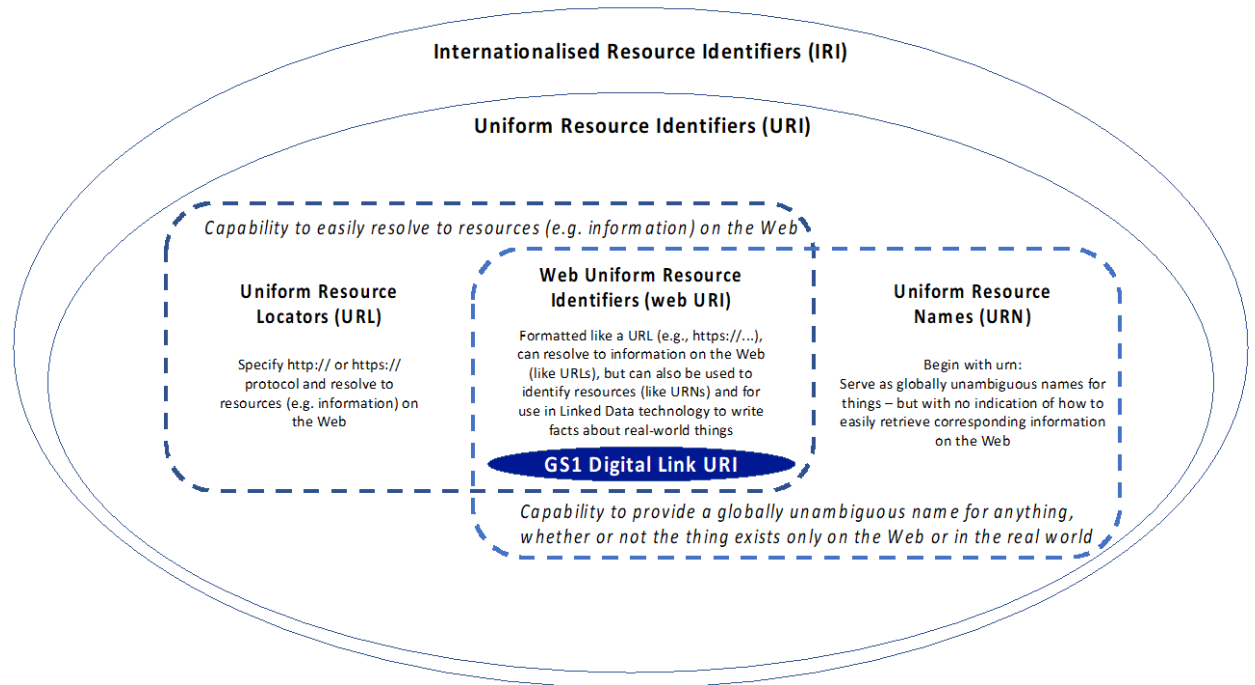 Internationalised Resource Identifiers (IRI)
Uniform Resource Identifiers (URI)
Capability to easily resolve to resources (e.g. information) on the Web
Uniform Resource
Locators (URL)
Specify http:// or https://
protocol and resolve to
resources (e.g. information) on
the Web
Web Uniform Resource
Identifiers (web URI)
Formatted like a URL (e.g., https://...),
can resolve to information on the Web
(like URLs), but can also be used to
identify resources (like URNs) and for
use in Linked Data technology to write
facts about real-world things
GS1 Digital Link URI
Uniform Resource
Names (URN)
Begin with urn:
Serve as globally unambiguous names for
things – but with no indication of how to
easily retrieve corresponding information
on the Web
Capability to provide a globally unambiguous name for anything,
whether or not the thing exists only on the Web or in the real world